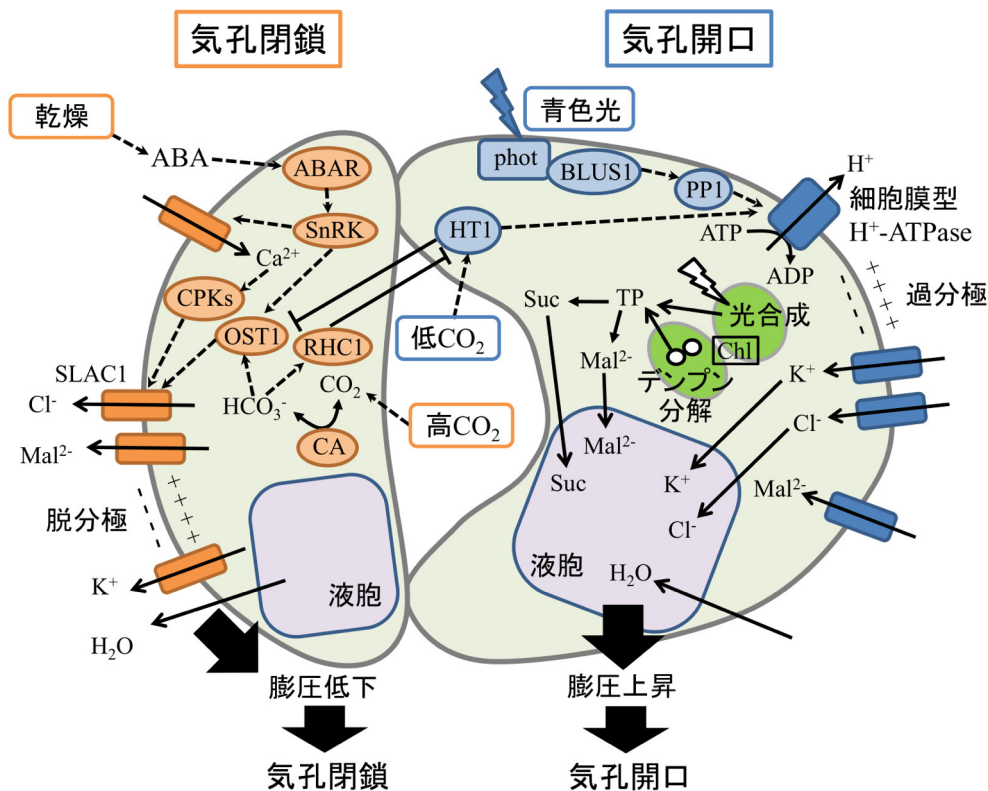 気孔閉鎖
気孔開口
乾燥
青色光
ABA
ABAR
phot
BLUS1
PP1
H⁺
細胞膜型
H⁺-ATPase
SnRK
HT1
ATP
ADP
Ca²⁺
CPKs
OST1
RHC1
低CO₂
Suc
TP
光合成
Chl
デンプン
分解
過分極
+ + + +
- - - -
SLAC1
Cl⁻
HCO₃⁻
CO₂
高CO₂
CA
Mal²⁻
Mal²⁻
Mal²⁻
Suc
K⁺
Cl⁻
K⁺
Cl⁻
Mal²⁻
脱分極
- - - -
+ + + +
K⁺
H₂O
液胞
液胞
H₂O
膨圧低下
膨圧上昇
気孔閉鎖
気孔開口